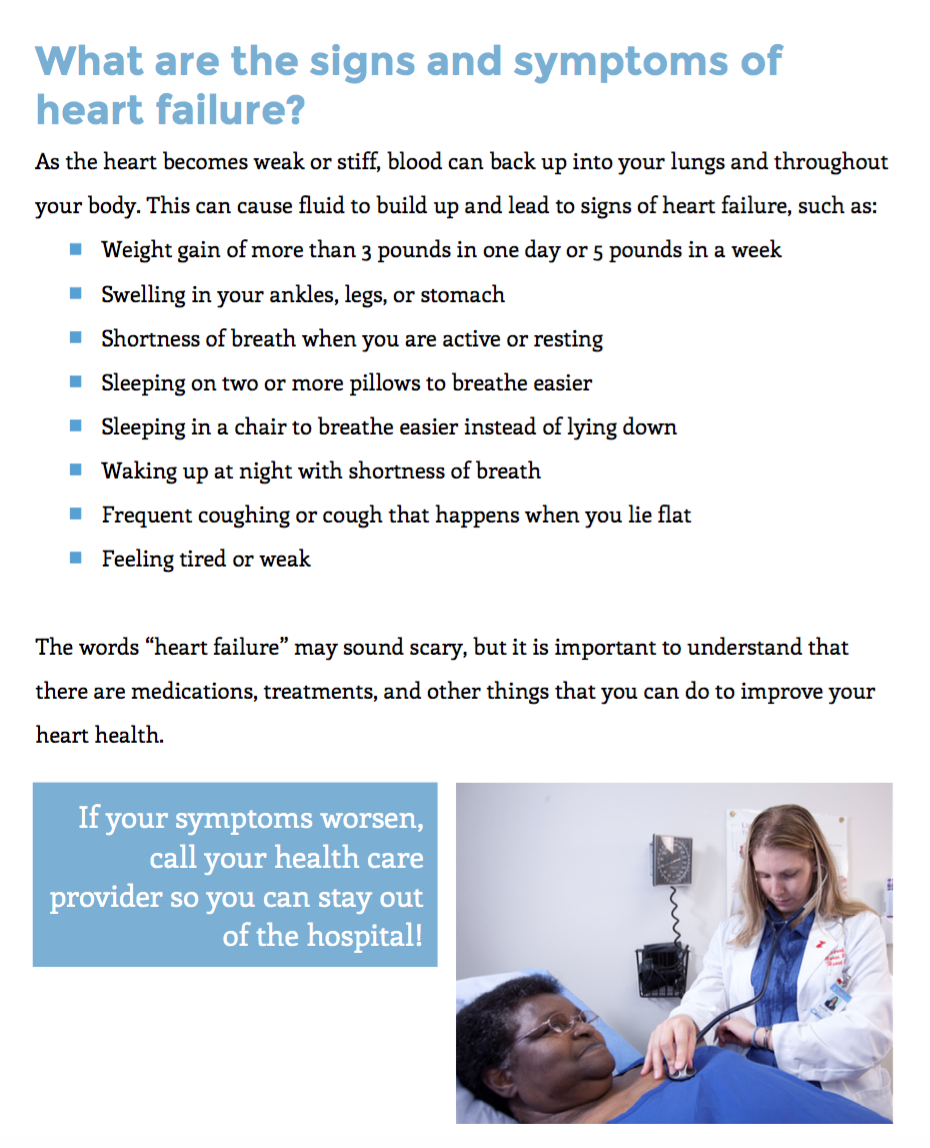 What are the signs and symptoms of
heart failure?
As the heart becomes weak or stiff, blood can back up into your lungs and throughout
your body. This can cause fluid to build up and lead to signs of heart failure, such as:
■ Weight gain of more than 3 pounds in one day or 5 pounds in a week
■ Swelling in your ankles, legs, or stomach
■ Shortness of breath when you are active or resting
■ Sleeping on two or more pillows to breathe easier
■ Sleeping in a chair to breathe easier instead of lying down
■ Waking up at night with shortness of breath
■ Frequent coughing or cough that happens when you lie flat
■ Feeling tired or weak
The words “heart failure” may sound scary, but it is important to understand that
there are medications, treatments, and other things that you can do to improve your
heart health.
If your symptoms worsen,
call your health care
provider so you can stay out
of the hospital!